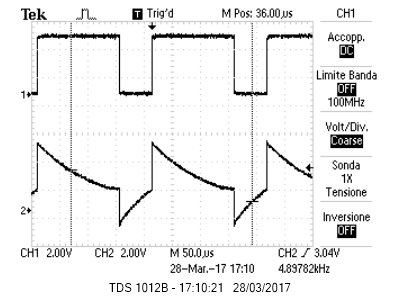 Tek Trig'd M Pos: 36.00us CH1
Accopp.
DC
Limite Banda
OFF
100MHz
1
Volt/Div.
Coarse
Sonda
1X
Tensione
2
Inversione
OFF
CH1 2.00V CH2 2.00V M 50.0us CH2 3.04V
28-Mar.-17 17:10 4.89782kHz
TDS 1012B - 17:10:21 28/03/2017